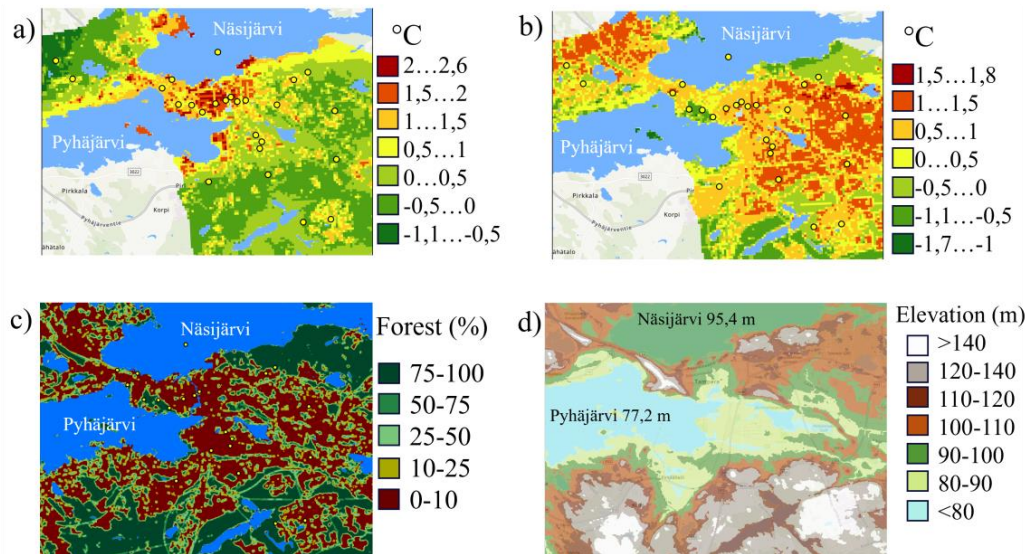 a)
Näsijärvi
Pyhäjärvi
Pirkkala
3022
Pyhäjärventie
Korpi
°C
2…2,6
1,5…2
1…1,5
0,5…1
0…0,5
-0,5…0
-1,1…-0,5
b)
Näsijärvi
Pyhäjärvi
Pirkkala
3022
Pyhäjärventie
Korpi
°C
1,5…1,8
1…1,5
0,5…1
0…0,5
-0,5…0
-1,1…-0,5
-1,7…-1
c)
Näsijärvi
Pyhäjärvi
Forest (%)
75-100
50-75
25-50
10-25
0-10
d)
Näsijärvi 95,4 m
Pyhäjärvi 77,2 m
Elevation (m)
>140
120-140
110-120
100-110
90-100
80-90
<80